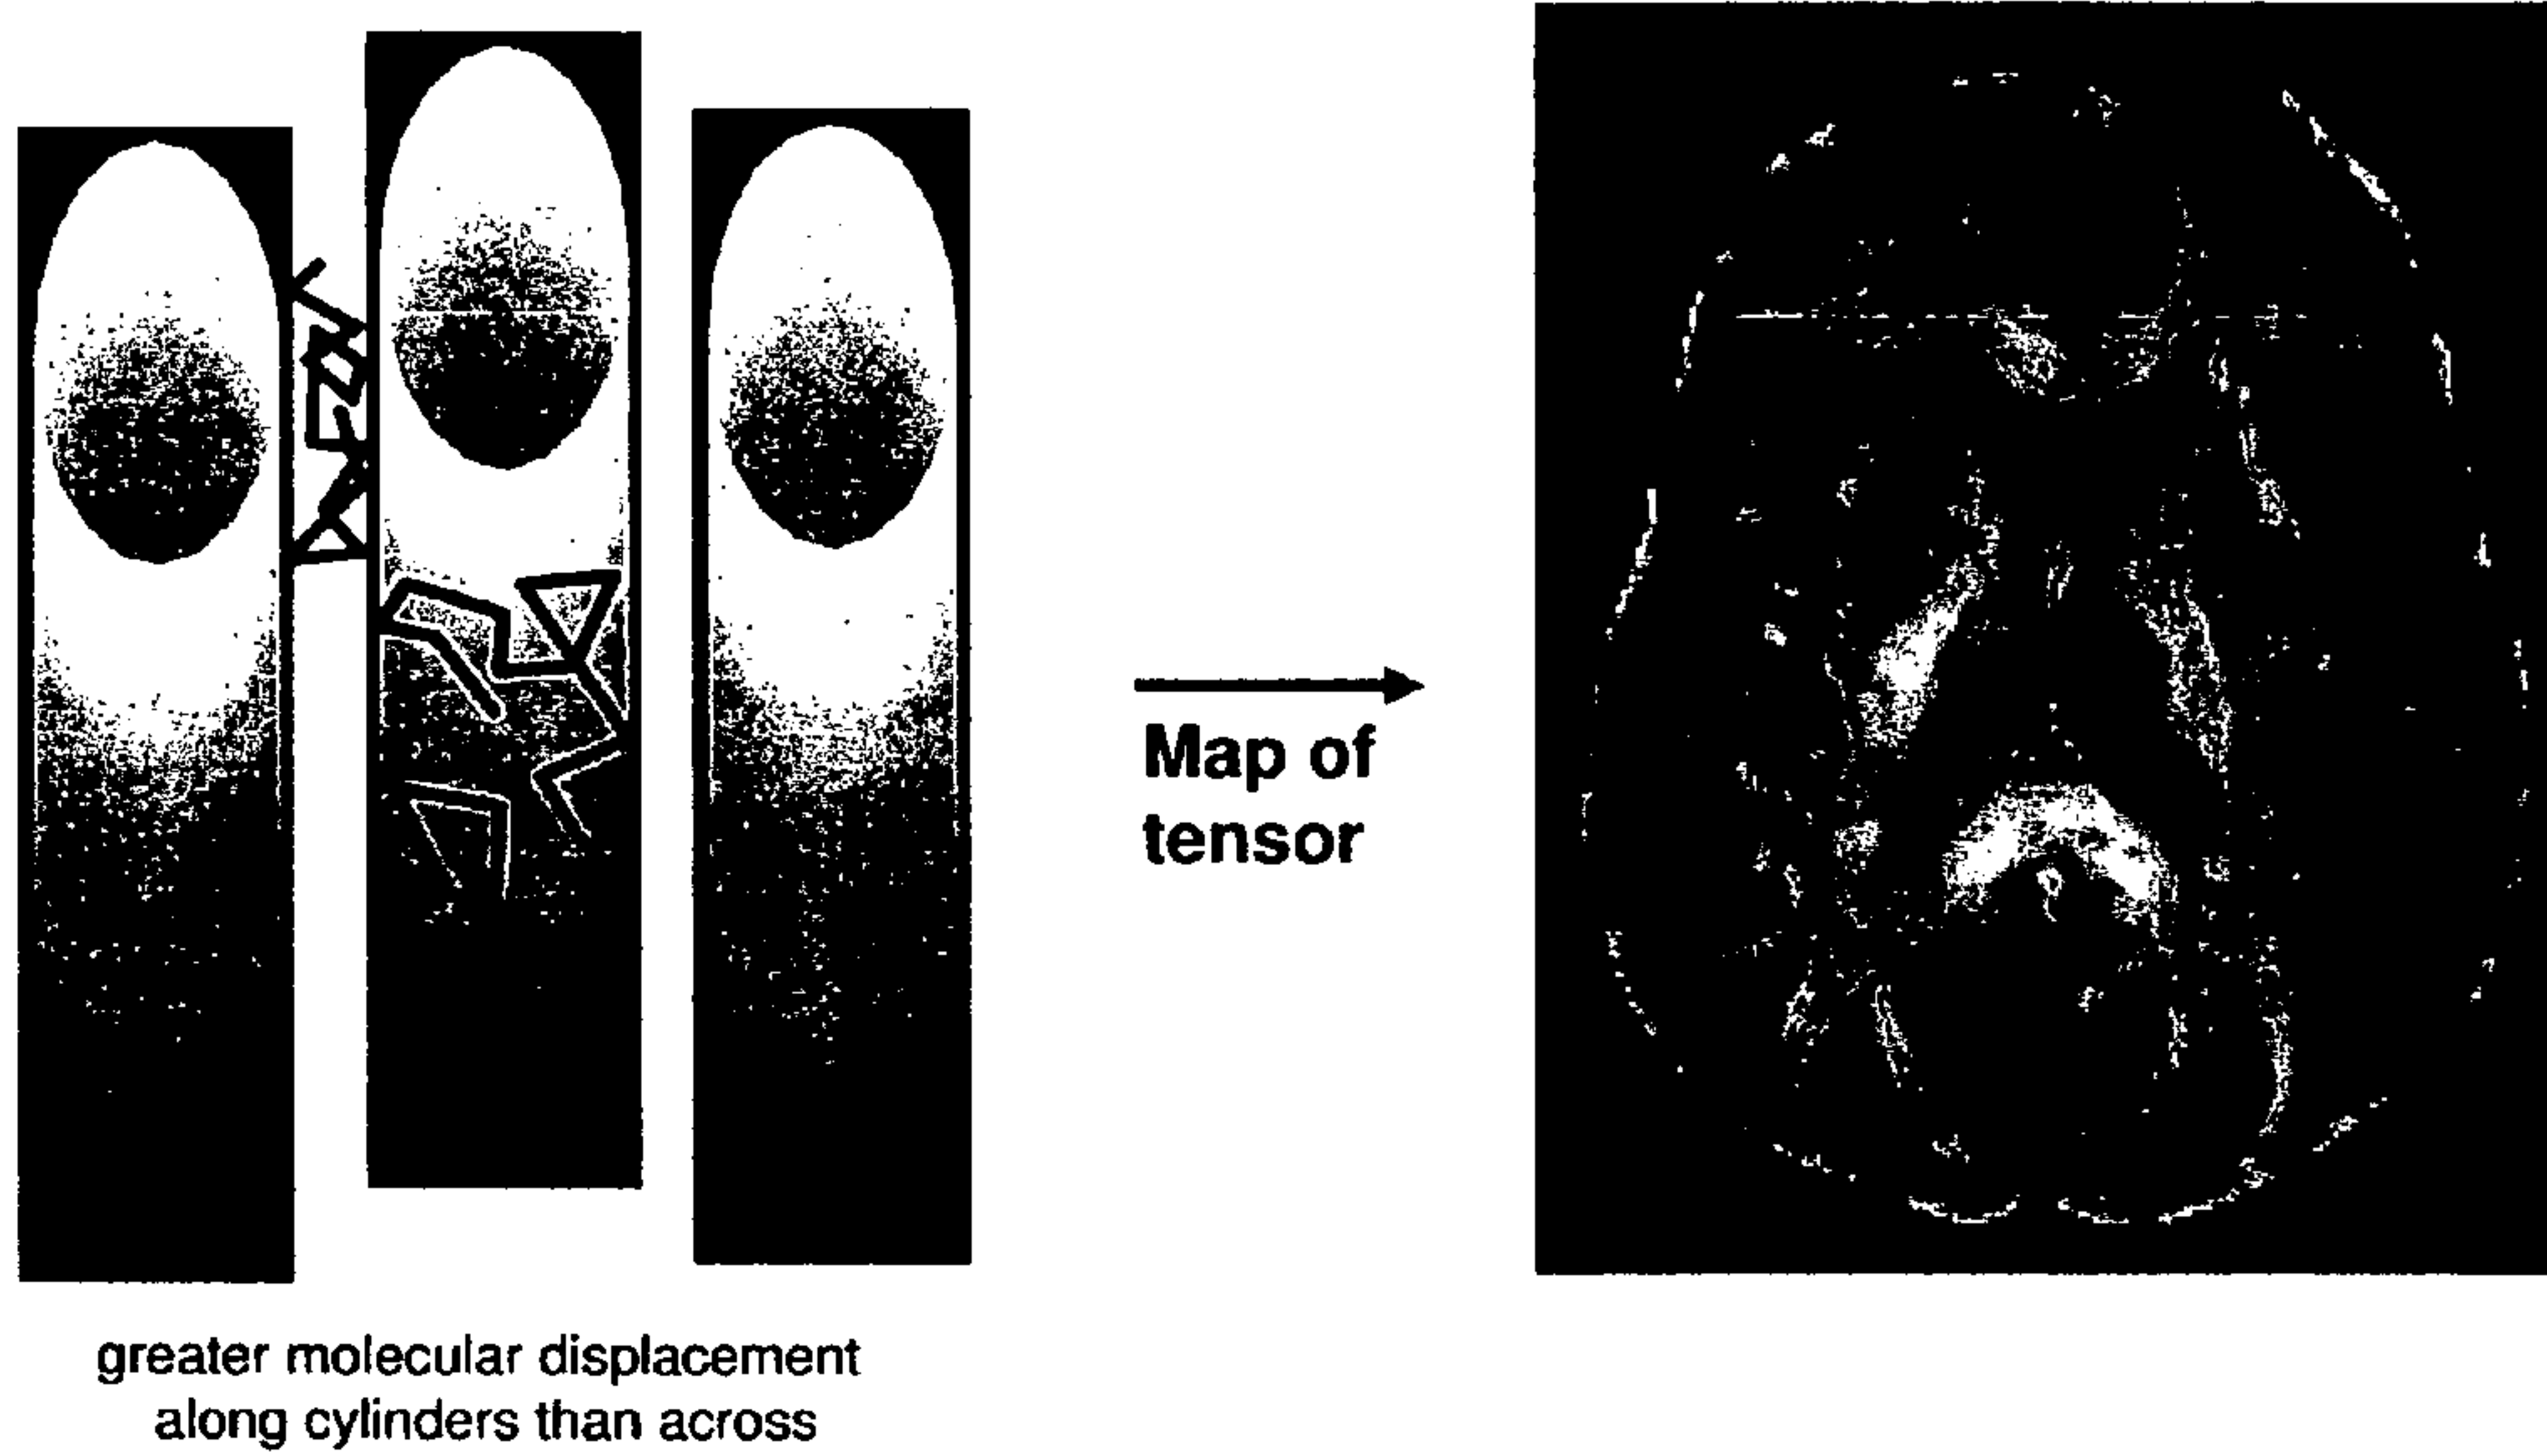 Map of
tensor
greater molecular displacement
along cylinders than across